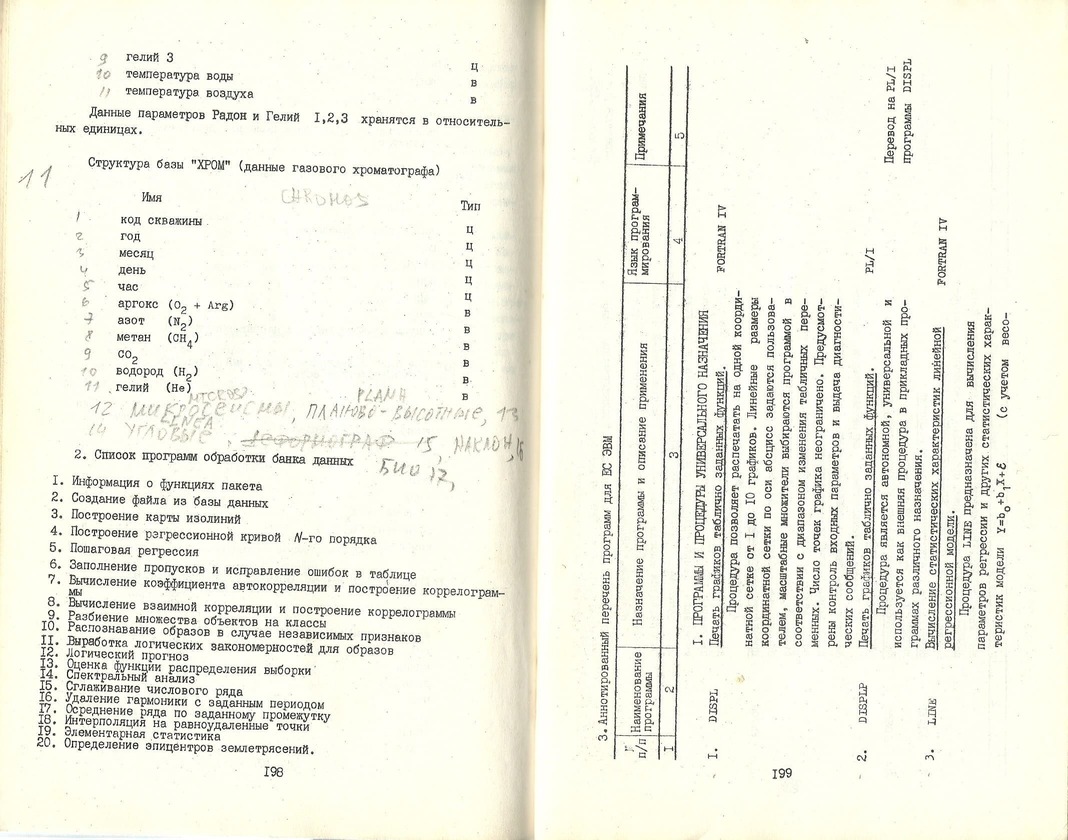 9 гелий 3 ц
10 температура воды в
11 температура воздуха в
Данные параметров Радон и Гелий I,2,3 хранятся в относитель-
ных единицах.
Структура базы "ХРОМ" (данные газового хроматографа)
11
Имя Тип
1 код скважины ц
2 год ц
3 месяц ц
4 день ц
5 час ц
6 аргокс (O2 + Arg) в
7 азот (N2) в
8 метан (CH4) в
9 CO2 в
10 водород (H2) в
11 гелий (He) в
PLANA
12 микросейсмы, ПЛАНОВО-ВЫСОТНЫЕ, 13
14 УГЛОВЫЕ, 15, НАКЛОН, 16
2. Список программ обработки банка данных
БИО 17,
I. Информация о функциях пакета
2. Создание файла из базы данных
3. Построение карты изолиний
4. Построение рэгрессионной кривой N-го порядка
5. Пошаговая регрессия
6. Заполнение пропусков и исправление ошибок в таблице
7. Вычисление коэффициента автокорреляции и построение коррелограм-
мы
8. Вычисление взаимной корреляции и построение коррелограммы
9. Разбиение множества объектов на классы
10. Распознавание образов в случае независимых признаков
II. Выработка логических закономерностей для образов
I2. Логический прогноз
I3. Оценка функции распределения выборки
I4. Спектральный анализ
I5. Сглаживание числового ряда
I6. Удаление гармоники с заданным периодом
I7. Осреднение ряда по заданному промежутку
I8. Интерполяция на равноудаленные точки
I9. Элементарная статистика
20. Определение эпицентров землетрясений.
I98
3. Аннотированный перечень программ для ЕС ЭВМ
п/п Наименование программы Назначение программы и описание применения Язык програм-мирования Примечания
I 2 3 4 5
I. ПРОГРАММЫ И ПРОЦЕДУРЫ УНИВЕРСАЛЬНОГО НАЗНАЧЕНИЯ
I. DISPL Печать графиков таблично заданных функций. FORTRAN IV
Процедура позволяет распечатать на одной коорди-
натной сетке от I до IO графиков. Линейные размеры
координатной сетки по оси абсцисс задаются пользова-
телем, масштабные множители выбираются программой в
соответствии с диапазоном изменения табличных пере-
менных. Число точек графика неограничено. Предусмот-
рены контроль входных параметров и выдача диагности-
ческих сообщений.
2. DISPLP Печать графиков таблично заданных функций. PL/I
Процедура является автономной, универсальной и Перевод на PL/I
используется как внешняя процедура в прикладных про- программы DISPL
граммах различного назначения.
3. LINE Вычисление статистических характеристик линейной FORTRAN IV
регрессионной модели.
Процедура LINE предназначена для вычисления
параметров регрессии и других статистических харак-
теристик модели Y=b0+b1X+ε (с учетом весо-
I99